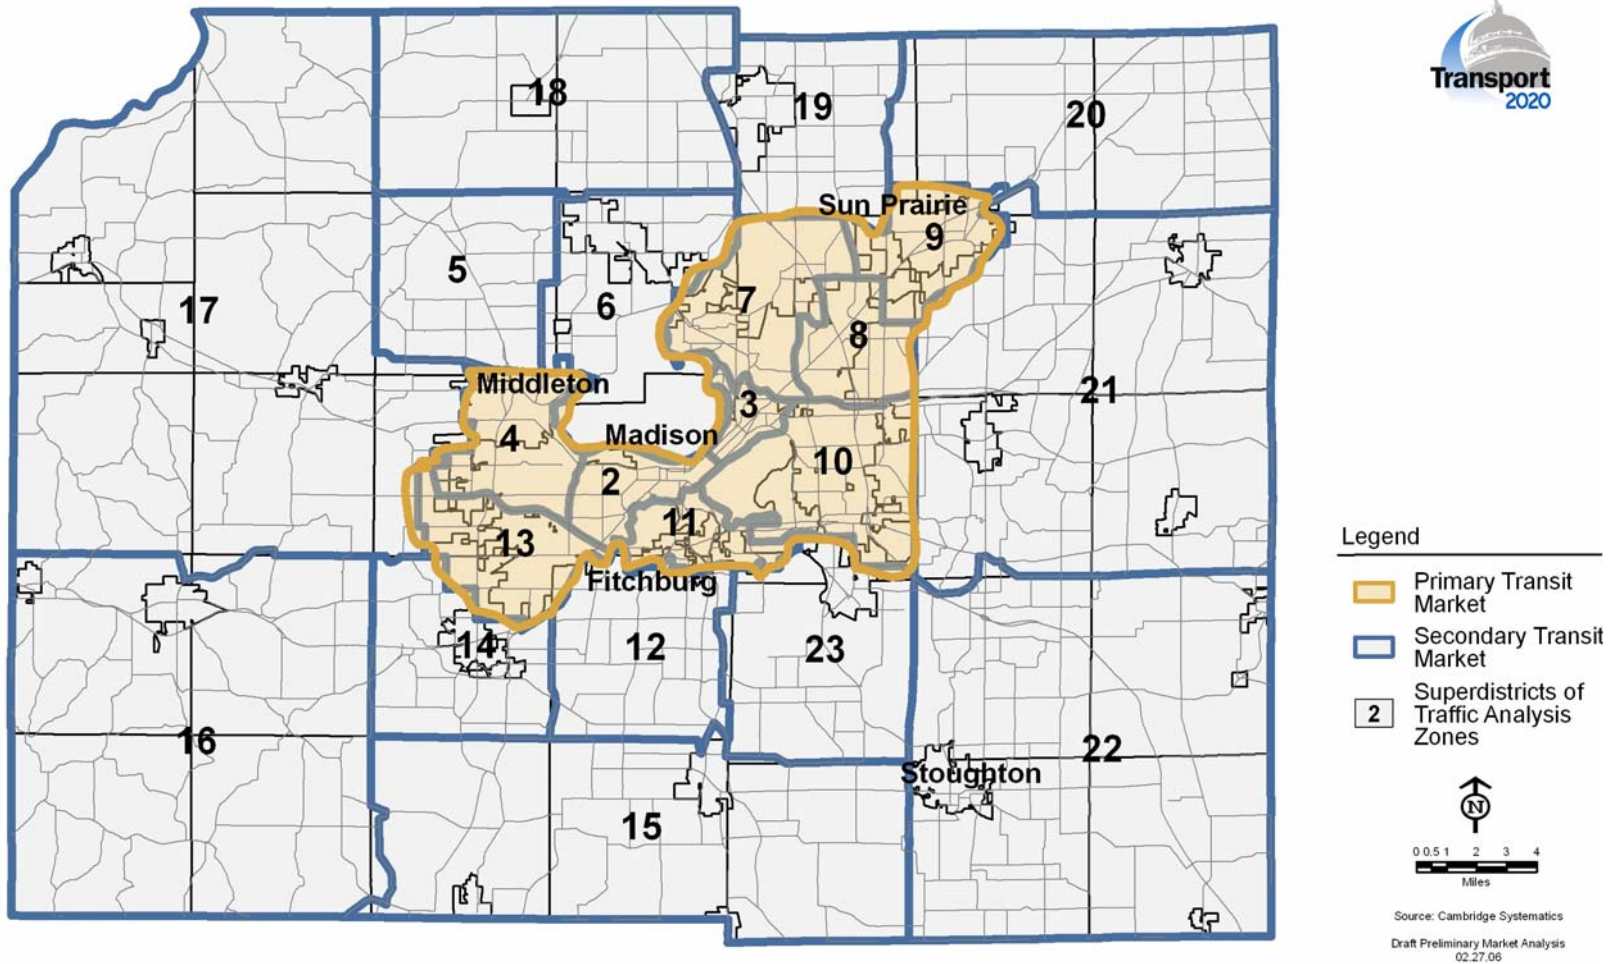 Transport
2020
18
19
20
Sun Prairie
9
5
6
7
17
8
Middleton
21
3
4
Madison
10
2
11
13
Fitchburg
14
12
23
16
22
Stoughton
15
Legend
Primary Transit
Market
Secondary Transit
Market
2
Superdistricts of
Traffic Analysis
Zones
N
0 0.5 1 2 3 4
Miles
Source: Cambridge Systematics
Draft Preliminary Market Analysis
02.27.06